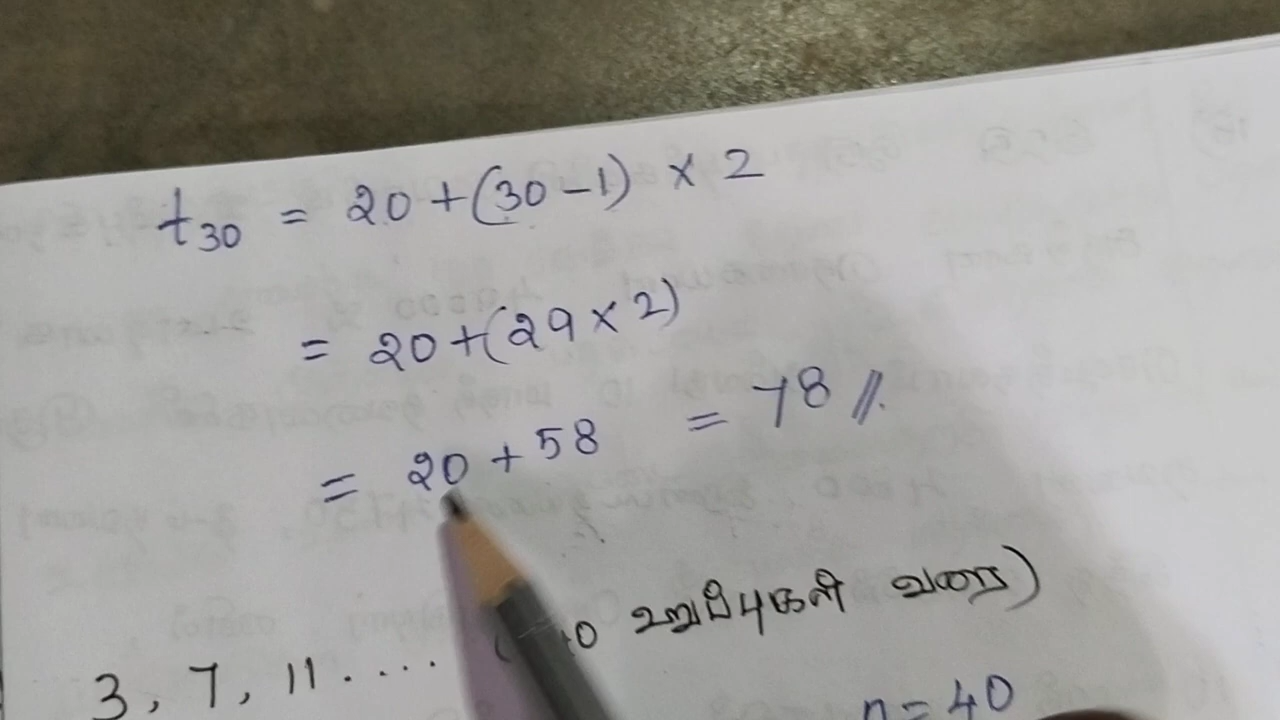 t30 = 20 + (30 - 1) × 2
= 20 + (29 × 2)
= 20 + 58 = 78 //.
3, 7, 11 .... உறுப்புகள் வரை)
n = 40